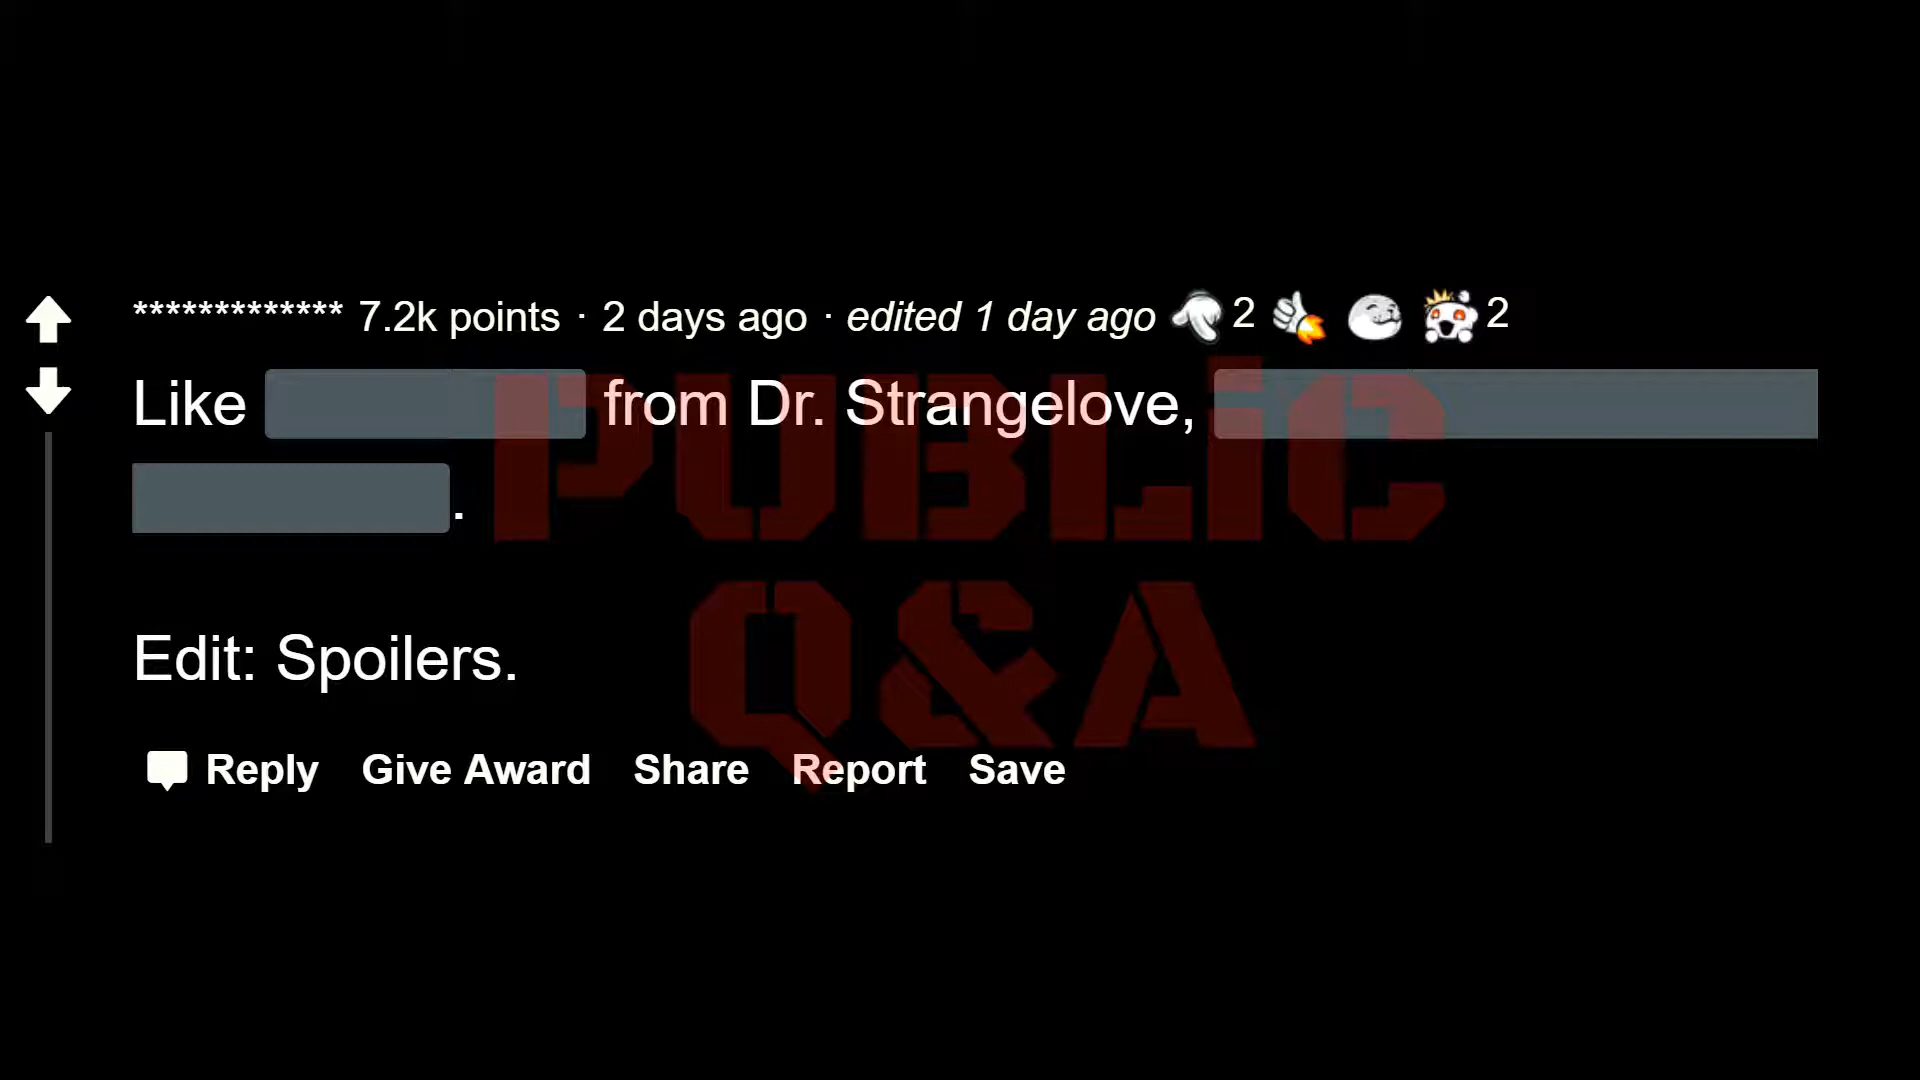 ************* 7.2k points · 2 days ago · edited 1 day ago 2 2
Like from Dr. Strangelove,
.
Edit: Spoilers.
Reply Give Award Share Report Save
PUBLiC
Q&A